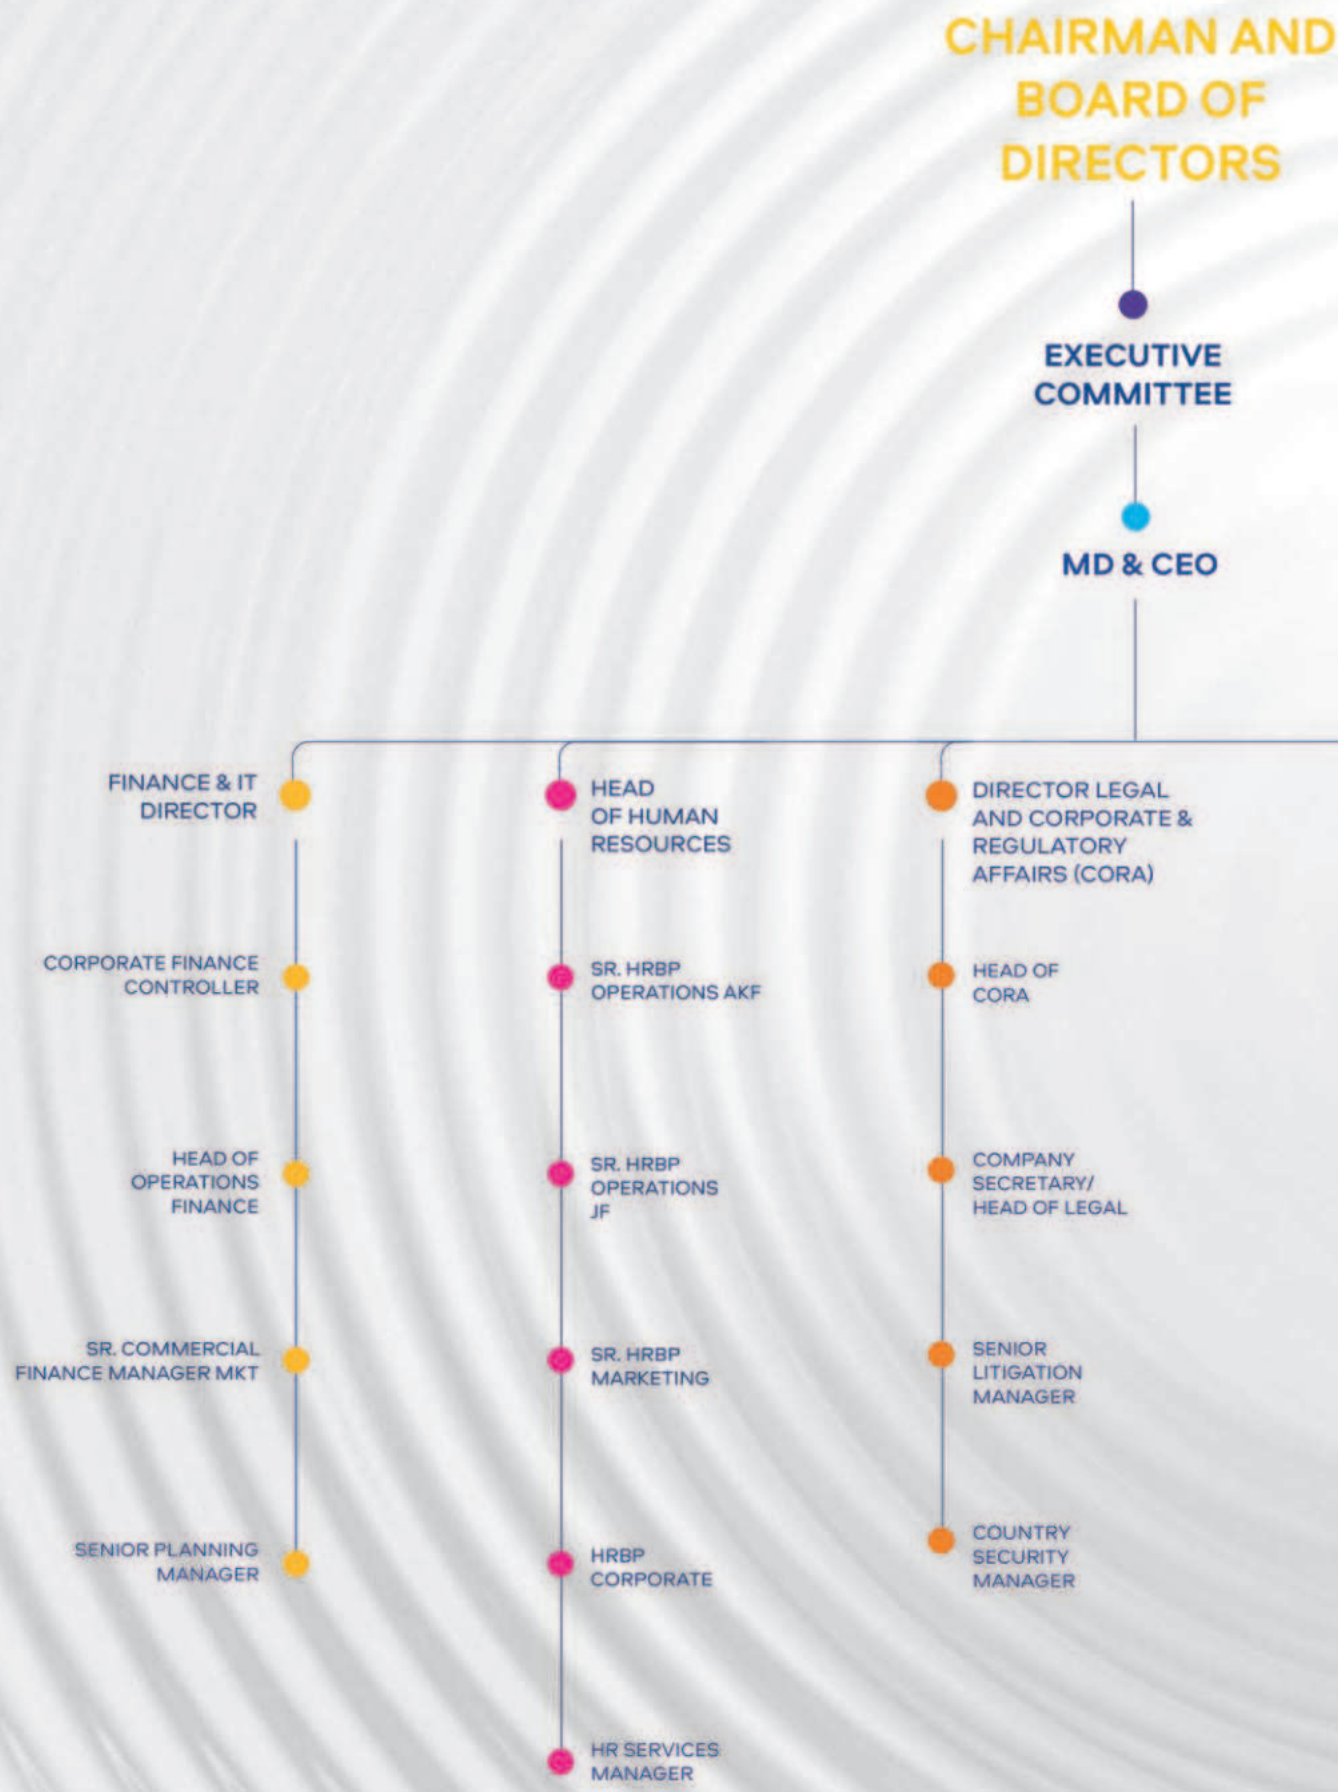 CHAIRMAN AND
BOARD OF
DIRECTORS
EXECUTIVE
COMMITTEE
MD & CEO
FINANCE & IT
DIRECTOR
CORPORATE FINANCE
CONTROLLER
HEAD OF
OPERATIONS
FINANCE
SR. COMMERCIAL
FINANCE MANAGER MKT
SENIOR PLANNING
MANAGER
HEAD
OF HUMAN
RESOURCES
SR. HRBP
OPERATIONS AKF
SR. HRBP
OPERATIONS
JF
SR. HRBP
MARKETING
HRBP
CORPORATE
HR SERVICES
MANAGER
DIRECTOR LEGAL
AND CORPORATE &
REGULATORY
AFFAIRS (CORA)
HEAD OF
CORA
COMPANY
SECRETARY/
HEAD OF LEGAL
SENIOR
LITIGATION
MANAGER
COUNTRY
SECURITY
MANAGER